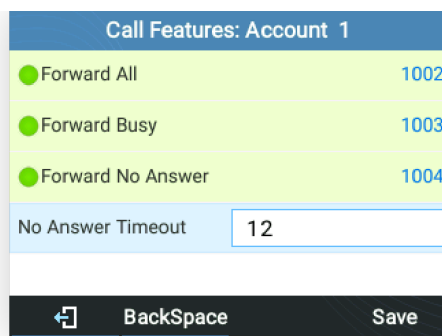 Call Features: Account 1
Forward All 1002
Forward Busy 1003
Forward No Answer 1004
No Answer Timeout 12
BackSpace Save